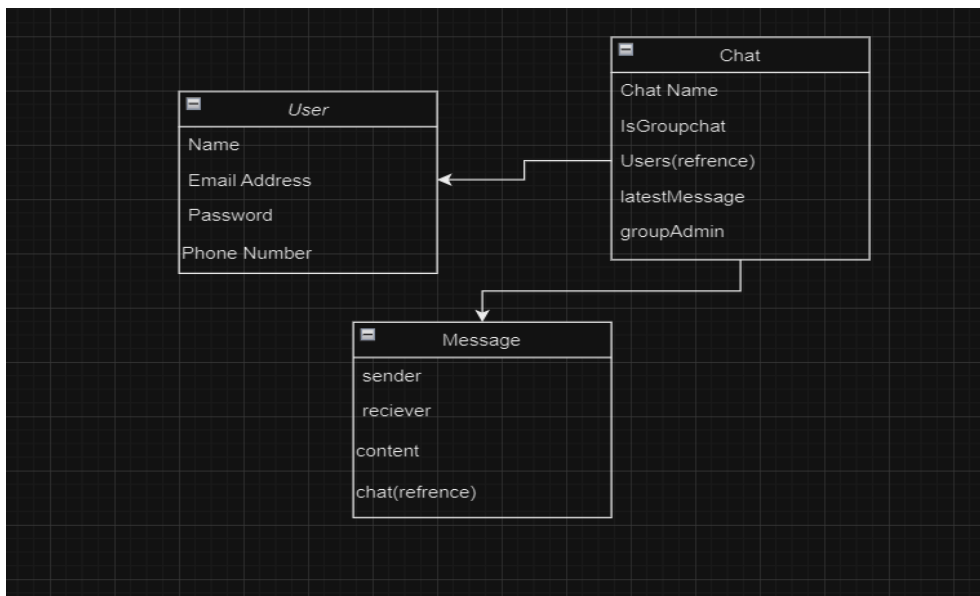 User
Name
Email Address
Password
Phone Number
Chat
Chat Name
IsGroupchat
Users(refrence)
latestMessage
groupAdmin
Message
sender
reciever
content
chat(refrence)